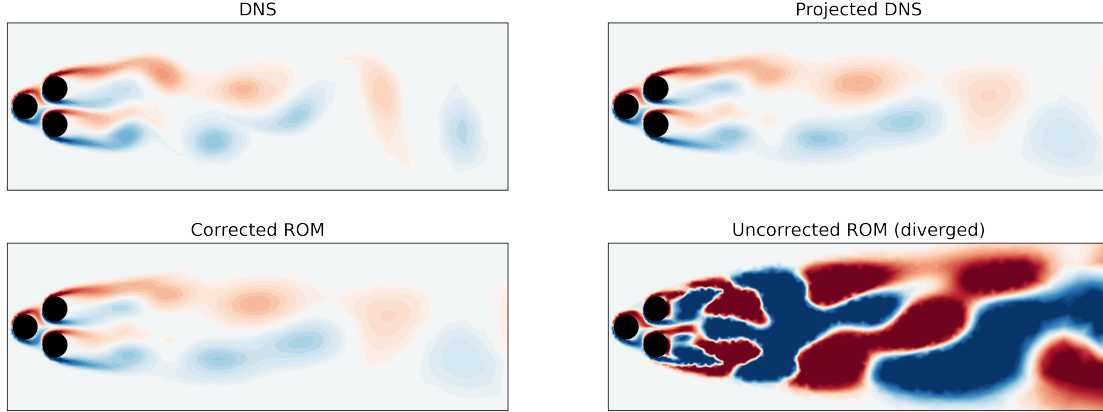 DNS
Projected DNS
Corrected ROM
Uncorrected ROM (diverged)